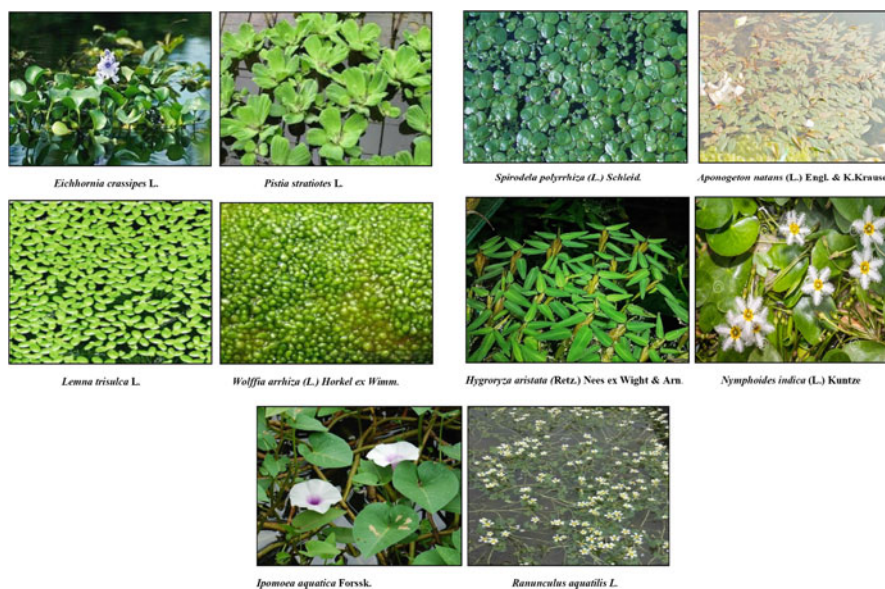 Eichhornia crassipes L.
Pistia stratiotes L.
Spirodela polyrrhiza (L.) Schleid.
Aponogeton natans (L.) Engl. & K.Krause
Lemna trisulca L.
Wolffia arrhiza (L.) Horkel ex Wimm.
Hygroryza aristata (Retz.) Nees ex Wight & Arn.
Nymphoides indica (L.) Kuntze
Ipomoea aquatica Forssk.
Ranunculus aquatilis L.